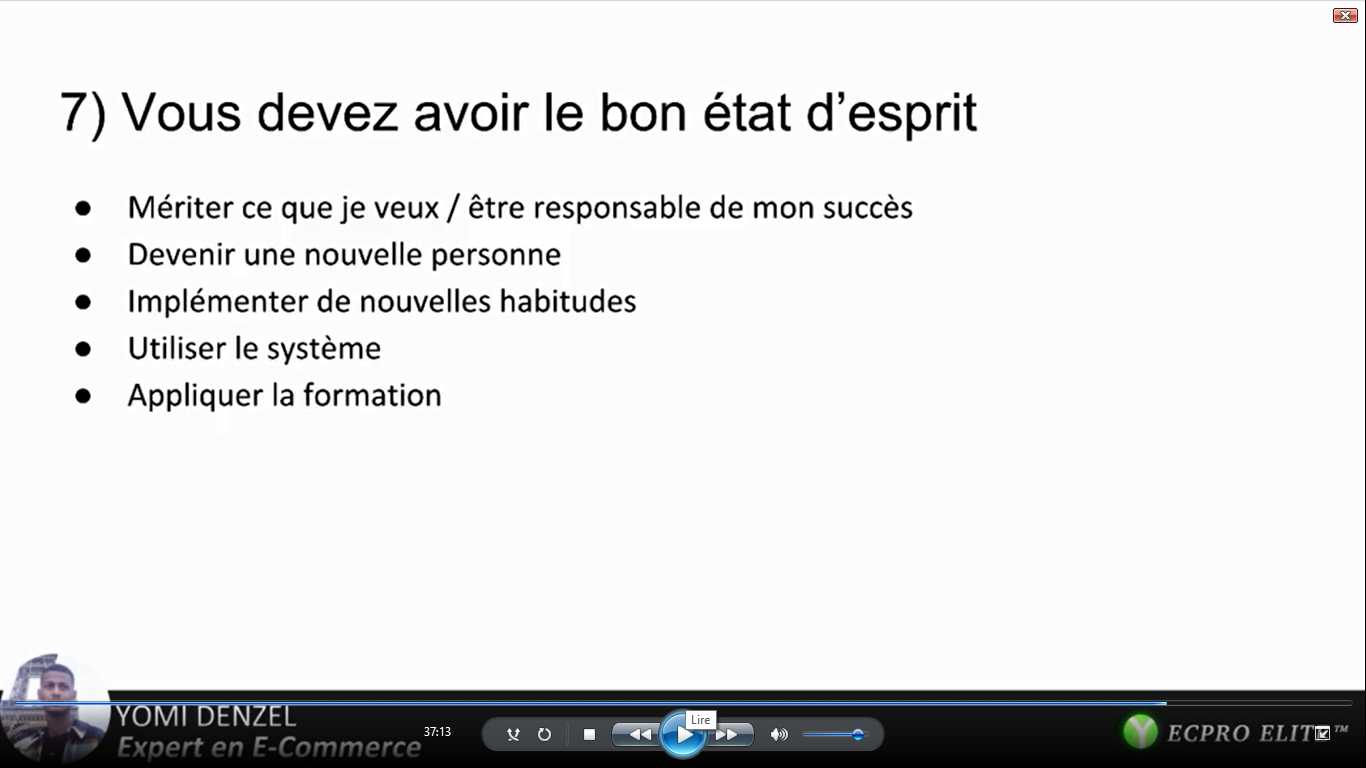 7) Vous devez avoir le bon état d’esprit
● Mériter ce que je veux / être responsable de mon succès
● Devenir une nouvelle personne
● Implémenter de nouvelles habitudes
● Utiliser le système
● Appliquer la formation
Lire
YOMI DENZEL
Expert en E-Commerce
37:13
Y ECPRO ELIT ™